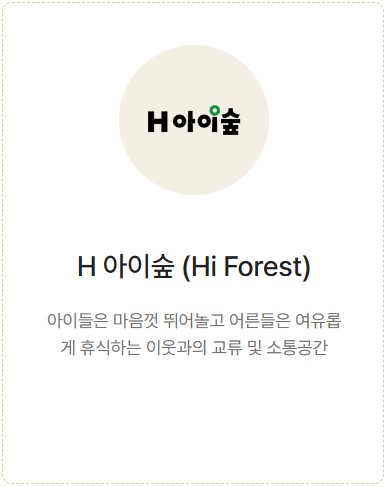 H 아이숲
H 아이숲 (Hi Forest)
아이들은 마음껏 뛰어놀고 어른들은 여유롭
게 휴식하는 이웃과의 교류 및 소통공간